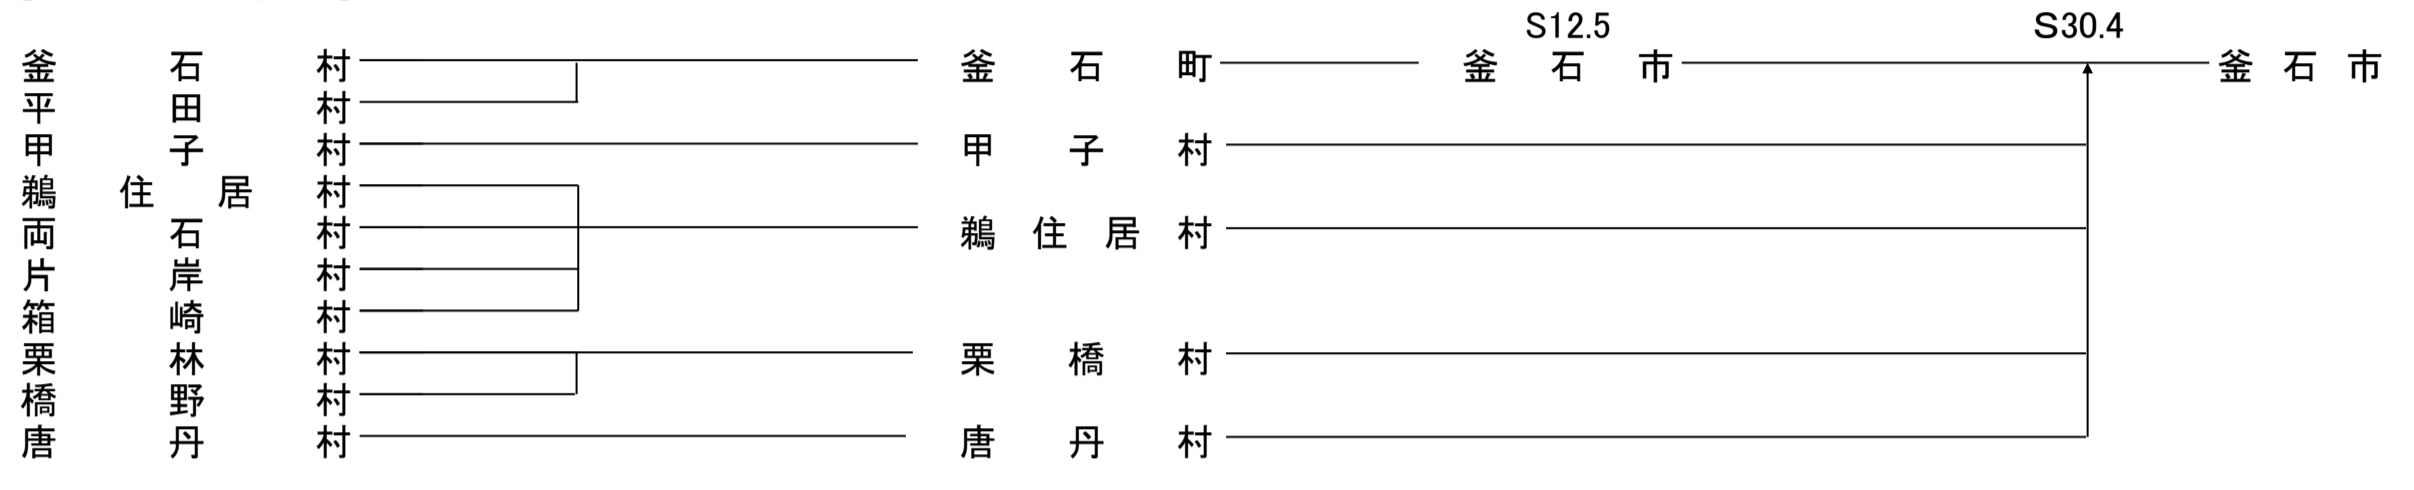 S12.5 S30.4
釜石村 釜石町 釜石市 釜石市
平田村
甲子村 甲子村
鵜住居村
両石村 鵜住居村
片岸村
箱崎村
栗林村 栗橋村
橋野村
唐丹村 唐丹村